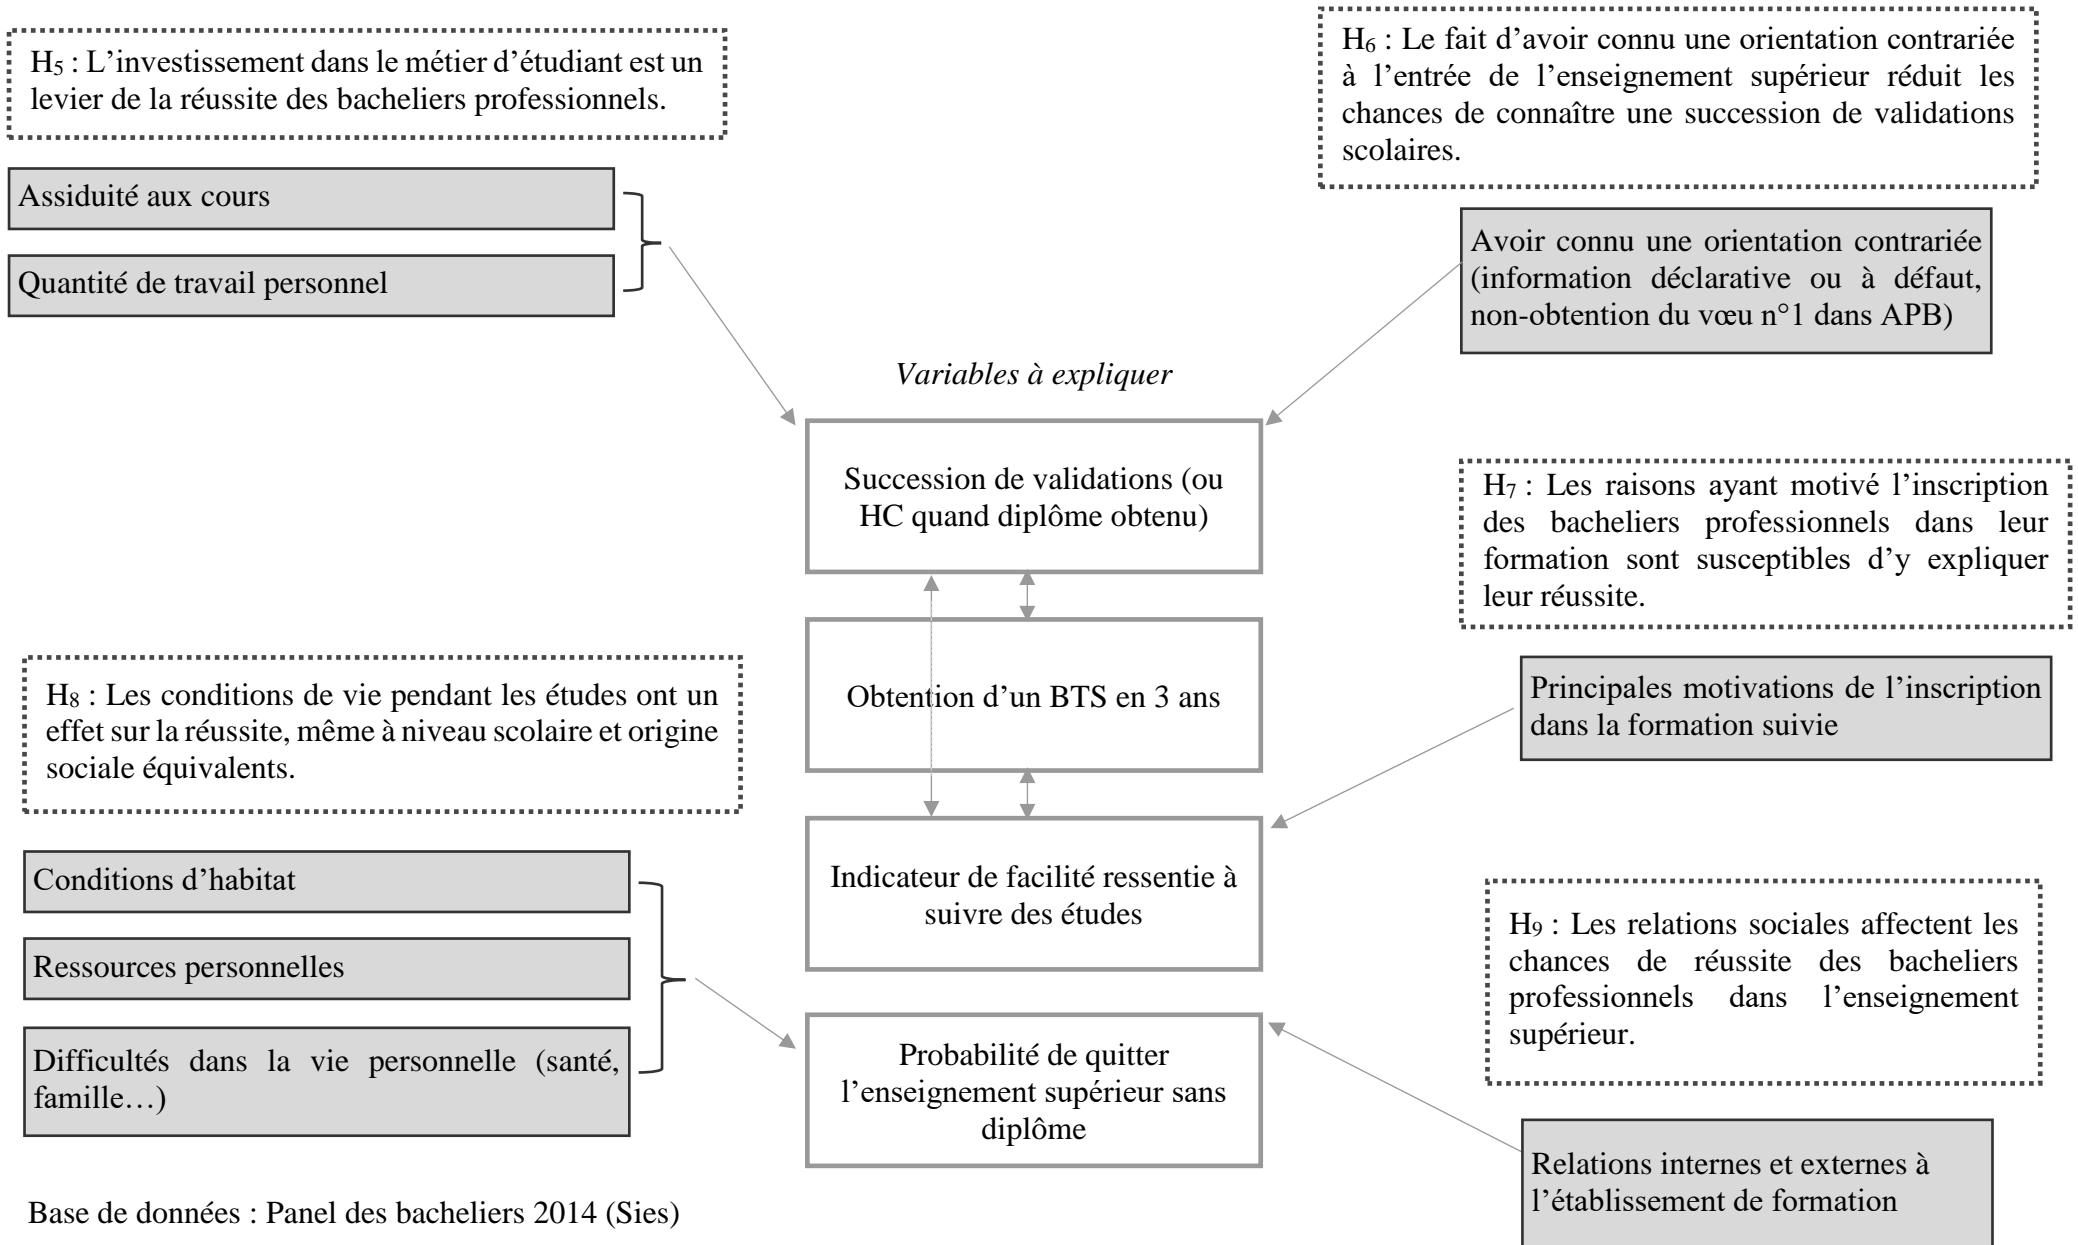 H₅ : L’investissement dans le métier d’étudiant est un
levier de la réussite des bacheliers professionnels.
Assiduité aux cours
Quantité de travail personnel
H₆ : Le fait d’avoir connu une orientation contrariée
à l’entrée de l’enseignement supérieur réduit les
chances de connaître une succession de validations
scolaires.
Avoir connu une orientation contrariée
(information déclarative ou à défaut,
non-obtention du vœu n°1 dans APB)
Variables à expliquer
Succession de validations (ou
HC quand diplôme obtenu)
Obtention d’un BTS en 3 ans
Indicateur de facilité ressentie à
suivre des études
Probabilité de quitter
l’enseignement supérieur sans
diplôme
H₇ : Les raisons ayant motivé l’inscription
des bacheliers professionnels dans leur
formation sont susceptibles d’y expliquer
leur réussite.
Principales motivations de l’inscription
dans la formation suivie
H₈ : Les conditions de vie pendant les études ont un
effet sur la réussite, même à niveau scolaire et origine
sociale équivalents.
Conditions d’habitat
Ressources personnelles
Difficultés dans la vie personnelle (santé,
famille…)
H₉ : Les relations sociales affectent les
chances de réussite des bacheliers
professionnels dans l’enseignement
supérieur.
Relations internes et externes à
l’établissement de formation
Base de données : Panel des bacheliers 2014 (Sies)